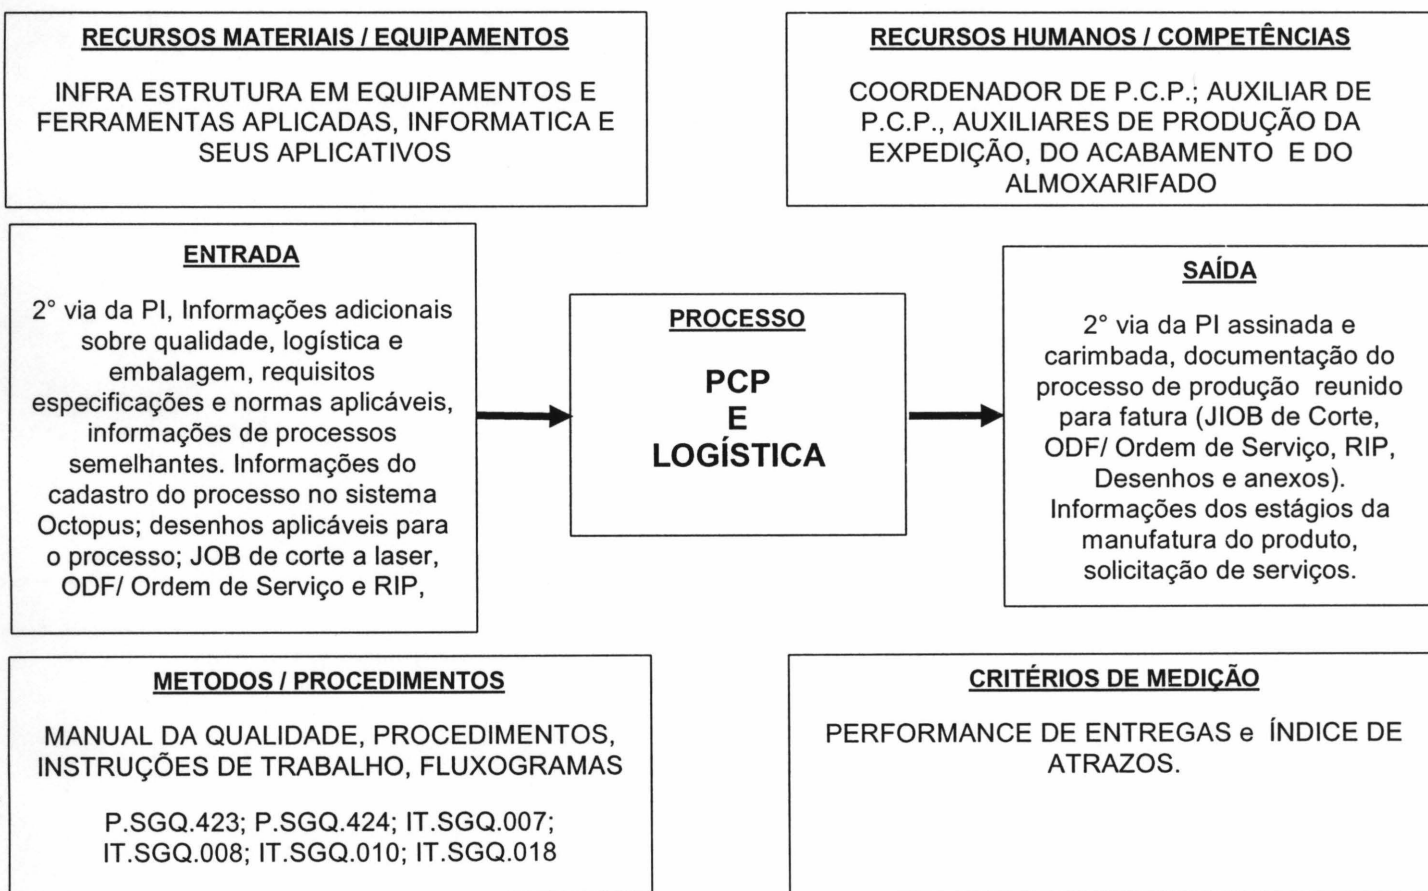 RECURSOS MATERIAIS / EQUIPAMENTOS
INFRA ESTRUTURA EM EQUIPAMENTOS E
FERRAMENTAS APLICADAS, INFORMATICA E
SEUS APLICATIVOS
RECURSOS HUMANOS / COMPETÊNCIAS
COORDENADOR DE P.C.P.; AUXILIAR DE
P.C.P., AUXILIARES DE PRODUÇÃO DA
EXPEDIÇÃO, DO ACABAMENTO E DO
ALMOXARIFADO
ENTRADA
2° via da PI, Informações adicionais
sobre qualidade, logística e
embalagem, requisitos
especificações e normas aplicáveis,
informações de processos
semelhantes. Informações do
cadastro do processo no sistema
Octopus; desenhos aplicáveis para
o processo; JOB de corte a laser,
ODF/ Ordem de Serviço e RIP,
PROCESSO
PCP
E
LOGÍSTICA
SAÍDA
2° via da PI assinada e
carimbada, documentação do
processo de produção reunido
para fatura (JIOB de Corte,
ODF/ Ordem de Serviço, RIP,
Desenhos e anexos).
Informações dos estágios da
manufatura do produto,
solicitação de serviços.
METODOS / PROCEDIMENTOS
MANUAL DA QUALIDADE, PROCEDIMENTOS,
INSTRUÇÕES DE TRABALHO, FLUXOGRAMAS
P.SGQ.423; P.SGQ.424; IT.SGQ.007;
IT.SGQ.008; IT.SGQ.010; IT.SGQ.018
CRITÉRIOS DE MEDIÇÃO
PERFORMANCE DE ENTREGAS e ÍNDICE DE
ATRAZOS.